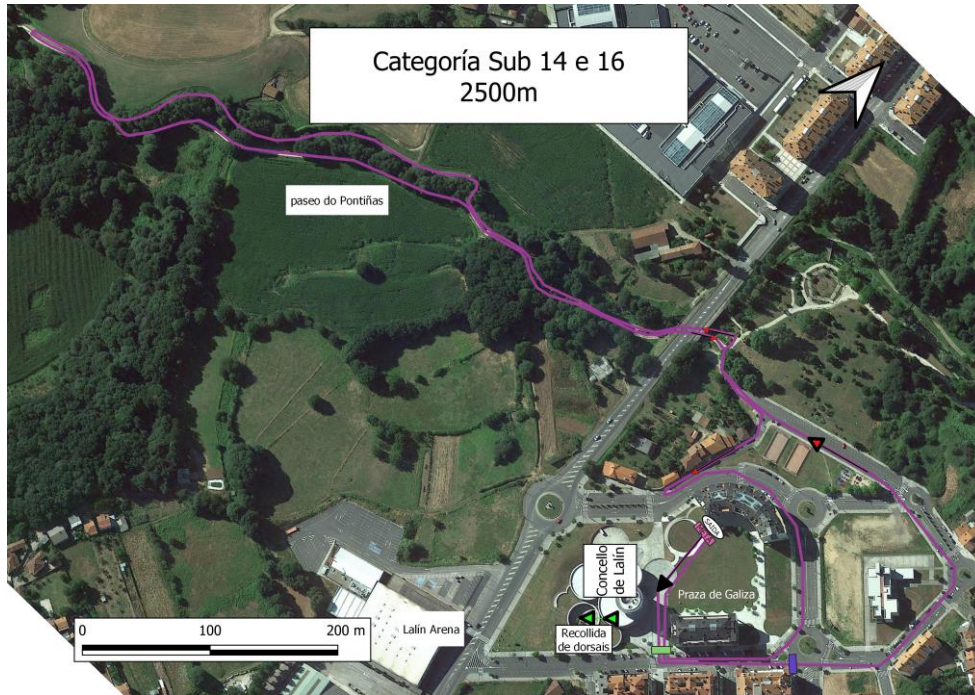 Categoría Sub 14 e 16
2500m
paseo do Pontiñas
SAIDA
Concello
de Lalín
Praza de Galiza
Recollida
de dorsais
Lalín Arena
0 100 200 m